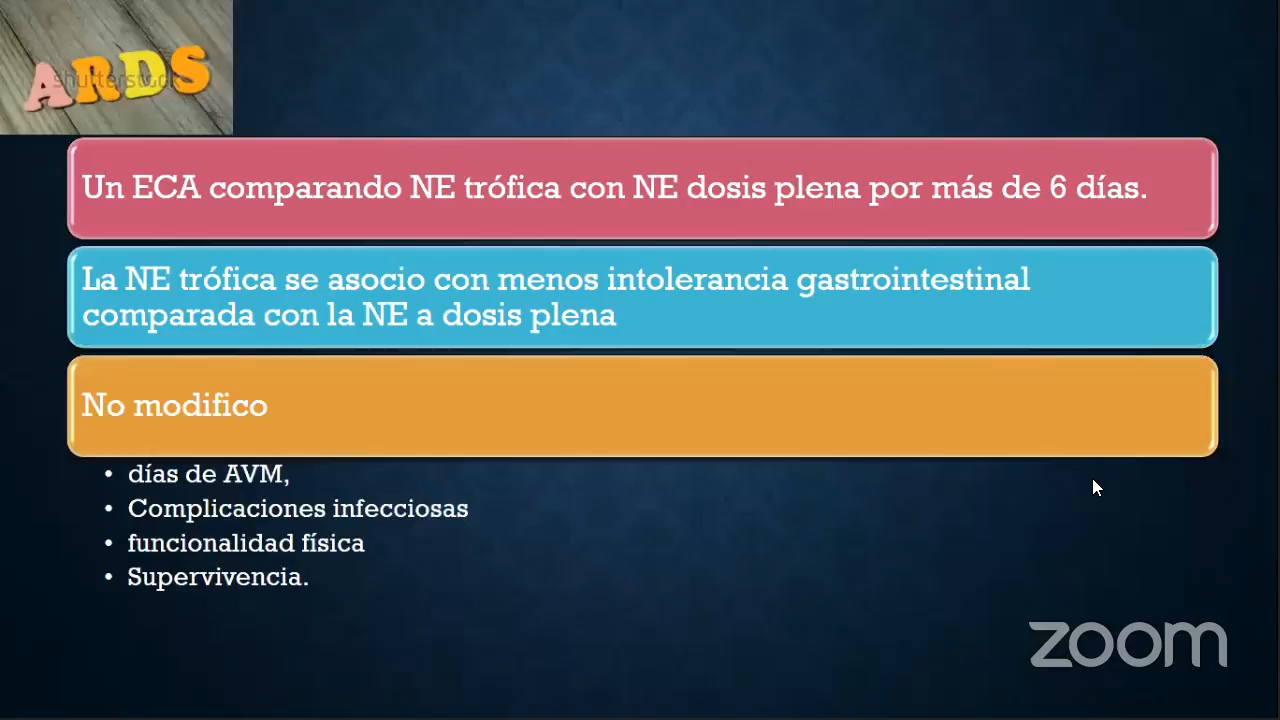 ARDS
shutterstock
Un ECA comparando NE trófica con NE dosis plena por más de 6 días.
La NE trófica se asocio con menos intolerancia gastrointestinal
comparada con la NE a dosis plena
No modifico
• días de AVM,
• Complicaciones infecciosas
• funcionalidad física
• Supervivencia.
zoom